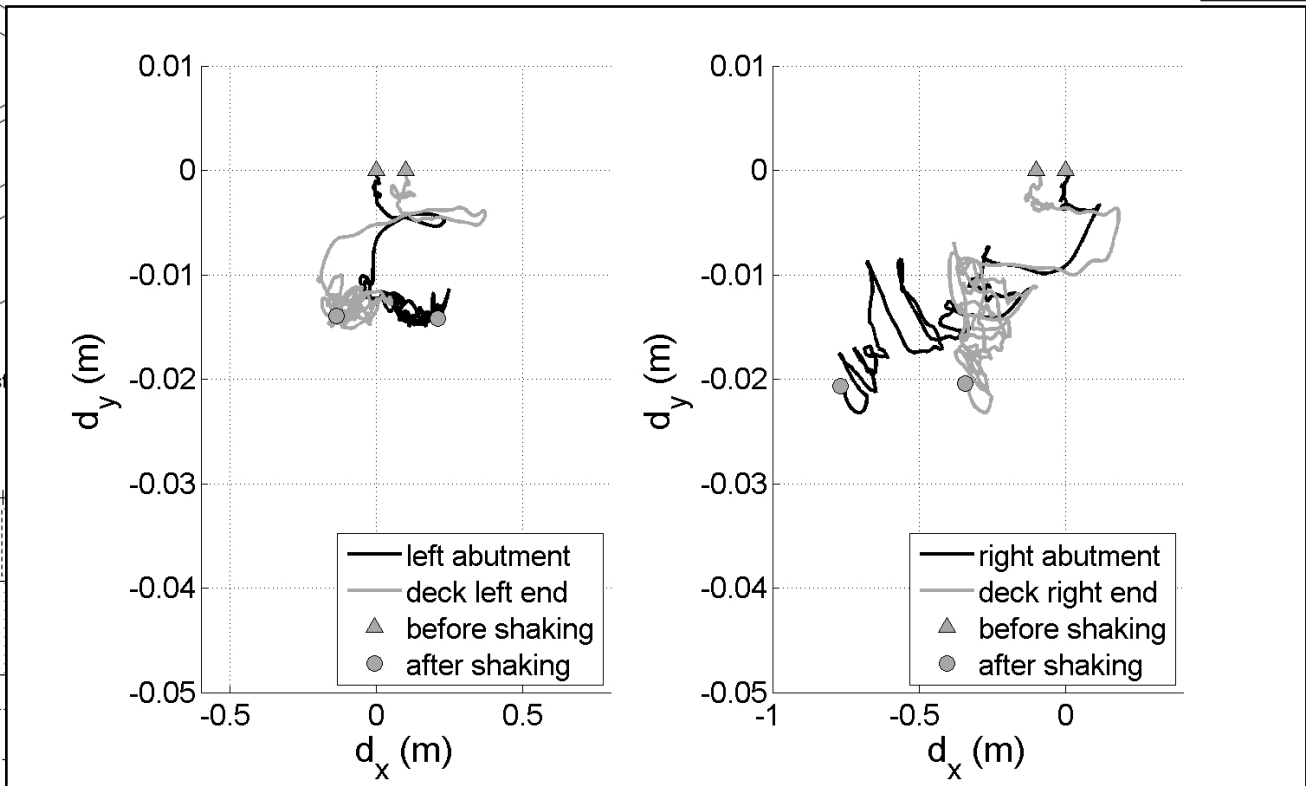 0.01
0
-0.01
-0.02
-0.03
-0.04
-0.05
d_y (m)
-0.5
0
0.5
d_x (m)
left abutment
deck left end
before shaking
after shaking
0.01
0
-0.01
-0.02
-0.03
-0.04
-0.05
d_y (m)
-1
-0.5
0
d_x (m)
right abutment
deck right end
before shaking
after shaking